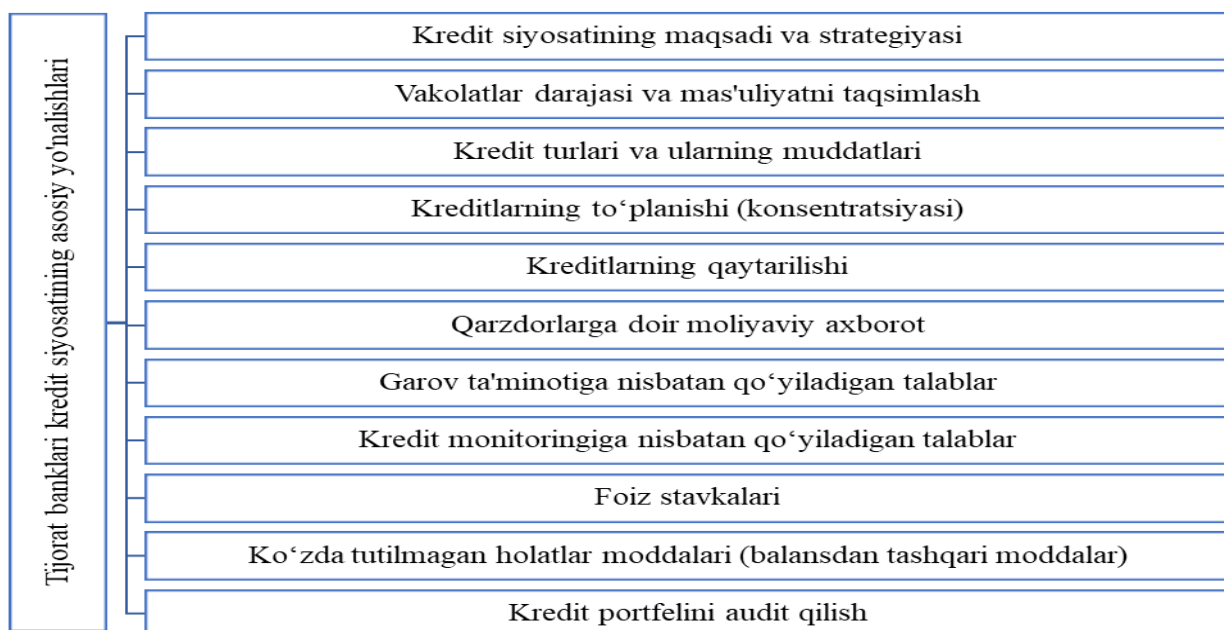 Tijorat banklari kredit siyosatining asosiy yo'nalishlari
Kredit siyosatining maqsadi va strategiyasi
Vakolatlar darajasi va mas'uliyatni taqsimlash
Kredit turlari va ularning muddatlari
Kreditlarning to‘planishi (konsentratsiyasi)
Kreditlarning qaytarilishi
Qarzdorlarga doir moliyaviy axborot
Garov ta'minotiga nisbatan qo‘yiladigan talablar
Kredit monitoringiga nisbatan qo‘yiladigan talablar
Foiz stavkalari
Ko‘zda tutilmagan holatlar moddalari (balansdan tashqari moddalar)
Kredit portfelini audit qilish